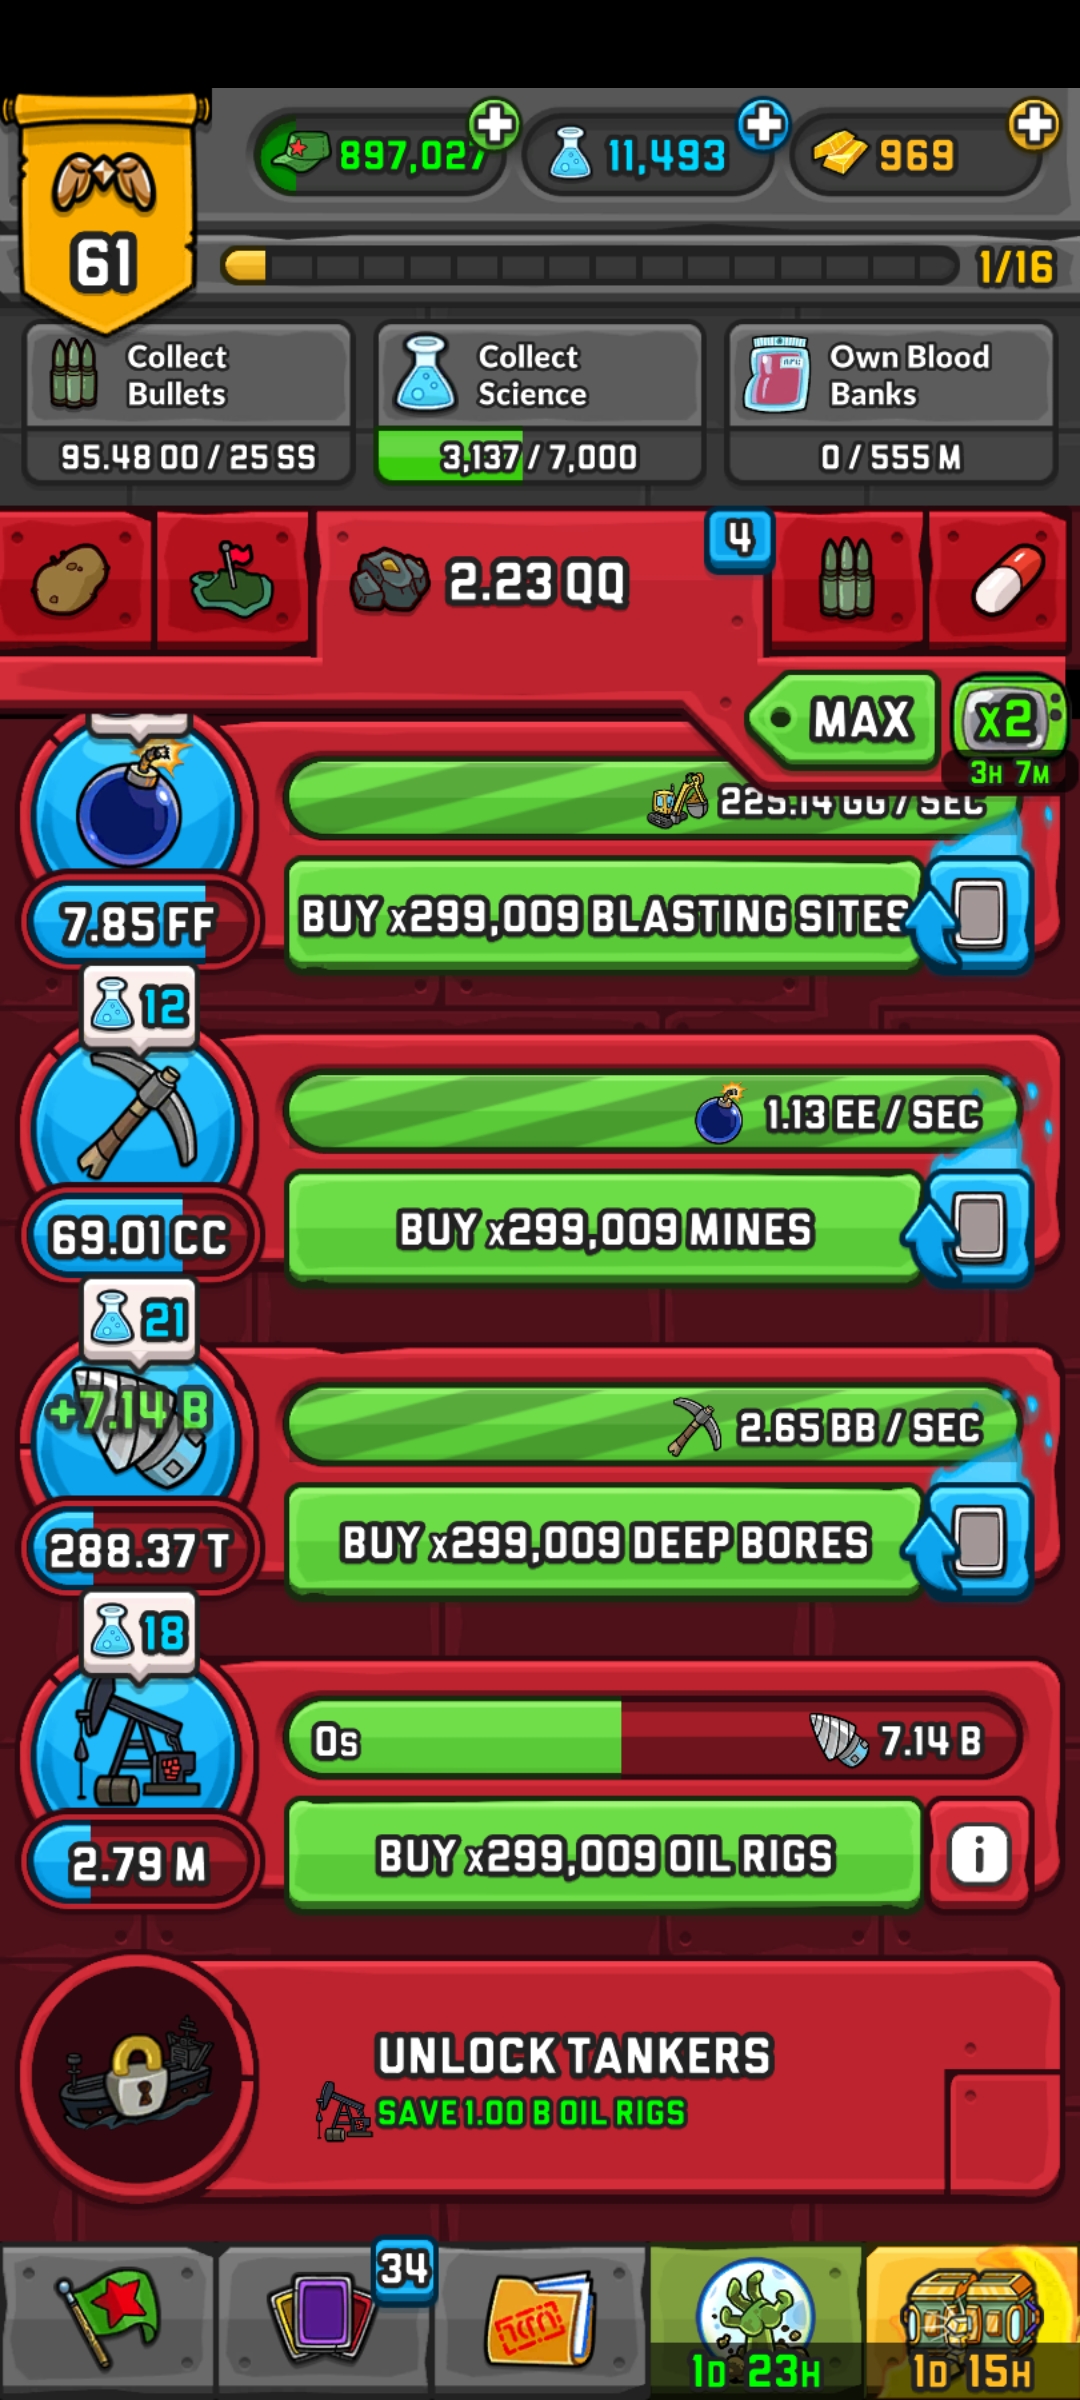 897,027
11,493
969
61
1/16
Collect
Bullets
Collect
Science
Own Blood
Banks
95.48 OO / 25 SS
3,137 / 7,000
0 / 555 M
2.23 QQ
4
MAX
x2
3H 7M
225.14 GG / SEC
7.85 FF
BUY x299,009 BLASTING SITES
12
1.13 EE / SEC
69.01 CC
BUY x299,009 MINES
21
+7.14 B
2.65 BB / SEC
288.37 T
BUY x299,009 DEEP BORES
18
0s
7.14 B
2.79 M
BUY x299,009 OIL RIGS
i
UNLOCK TANKERS
SAVE 1.00 B OIL RIGS
34
1D 23H
1D 15H